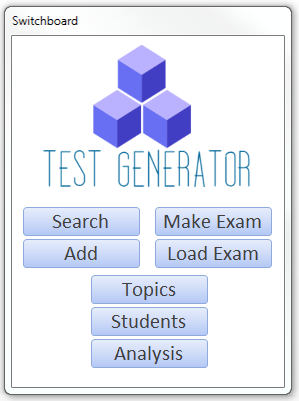 Switchboard
TEST GENERATOR
Search
Make Exam
Add
Load Exam
Topics
Students
Analysis